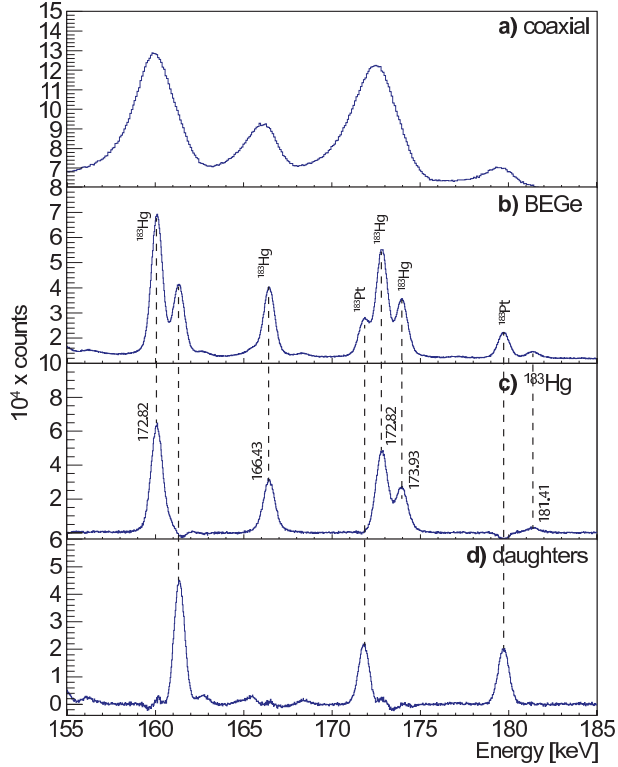 a) coaxial
15
14
13
12
11
10
9
8
7
6
b) BEGe
7
6
5
4
3
2
¹⁸³Hg
¹⁸³Hg
¹⁸³Pt
¹⁸³Hg
¹⁸³Hg
¹⁸³Pt
10⁴ x counts
c) ¹⁸³Hg
10
8
6
4
2
0
172.82
166.43
172.82
173.93
181.41
d) daughters
6
5
4
3
2
1
0
155 160 165 170 175 180 185
Energy [keV]